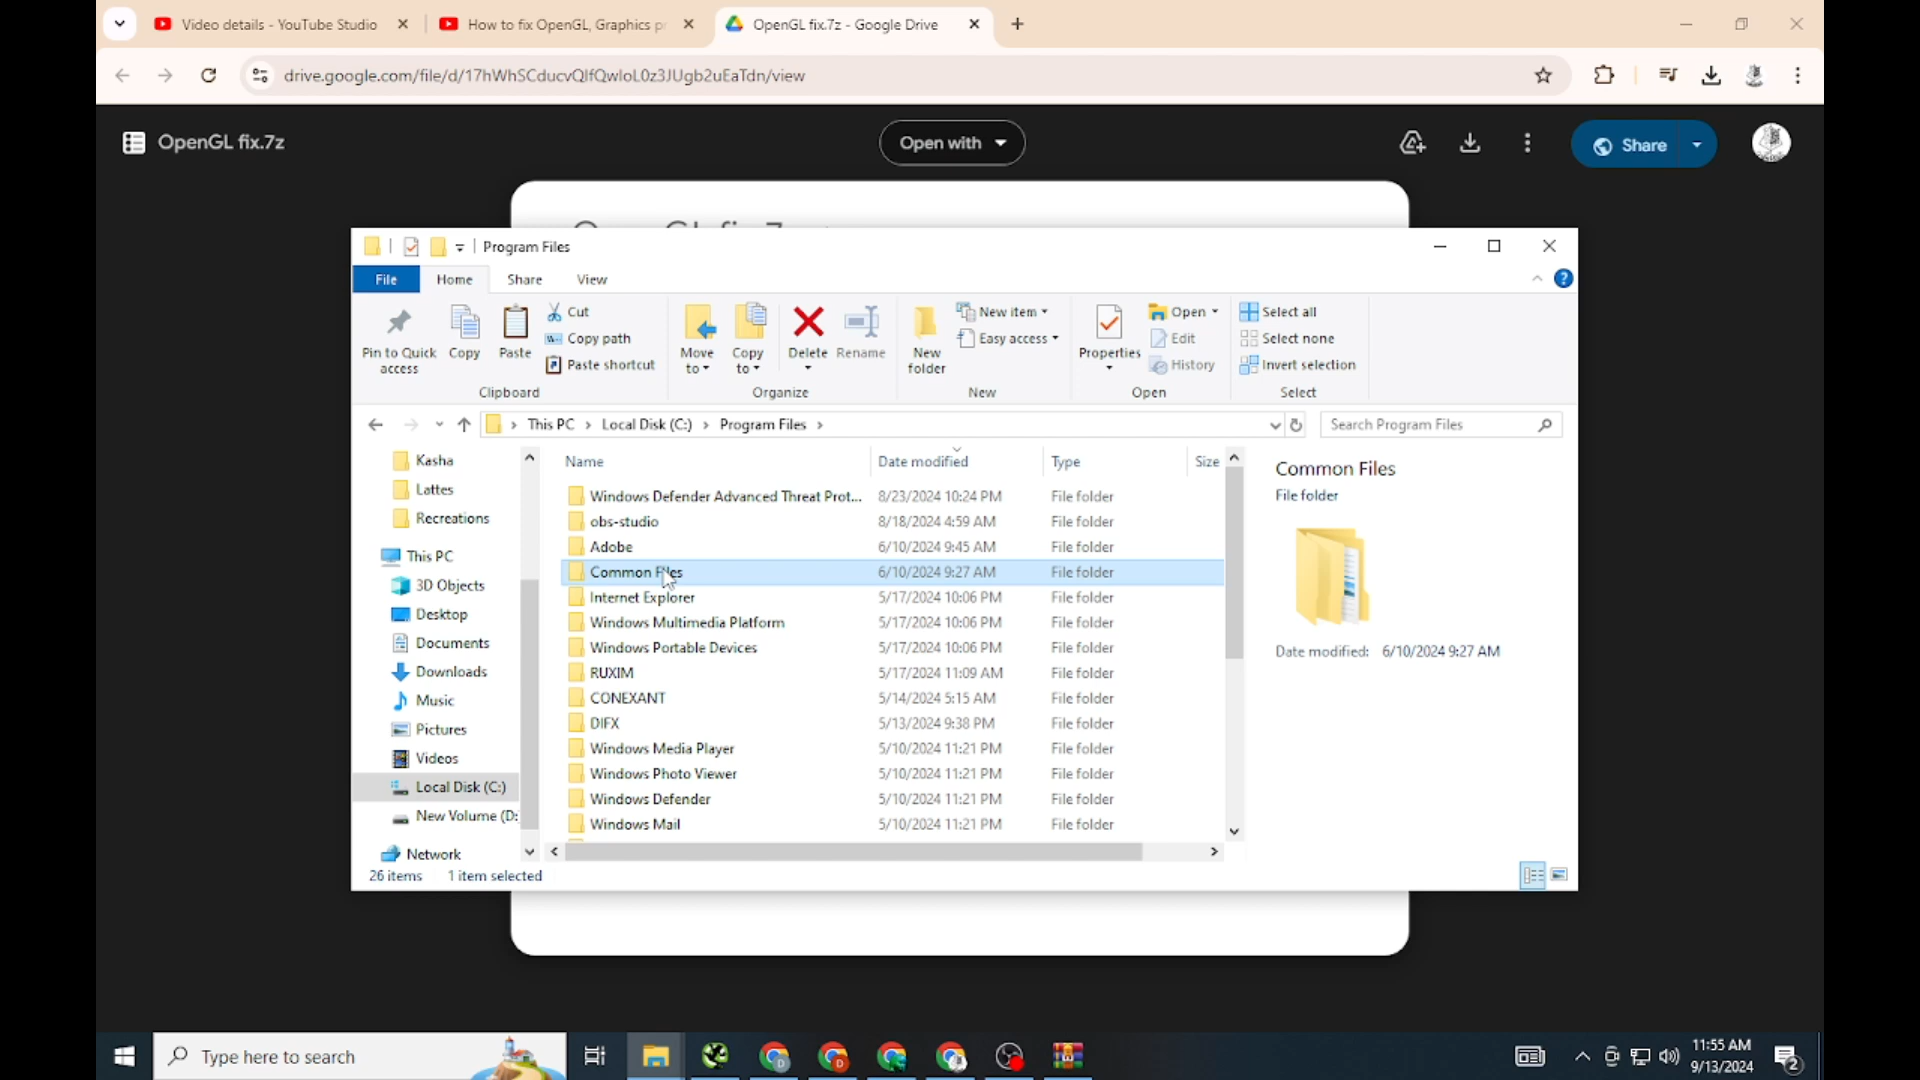 Video details - YouTube Studio
How to fix OpenGL, Graphics pr
OpenGL fix.7z - Google Drive
drive.google.com/file/d/17hWhSCducvQIfQwIoL0z3JUgb2uEaTdn/view
OpenGL fix.7z
Open with
Share
Program Files
File
Home
Share
View
Pin to Quick access
Copy
Paste
Cut
Copy path
Paste shortcut
Move to
Copy to
Delete
Rename
New folder
New item
Easy access
Properties
Open
Edit
History
Select all
Select none
Invert selection
Clipboard
Organize
New
Open
Select
This PC
Local Disk (C:)
Program Files
Search Program Files
Kasha
Lattes
Recreations
This PC
3D Objects
Desktop
Documents
Downloads
Music
Pictures
Videos
Local Disk (C:)
New Volume (D:
Network
Name Date modified Type Size
Windows Defender Advanced Threat Prot... 8/23/2024 10:24 PM File folder
obs-studio 8/18/2024 4:59 AM File folder
Adobe 6/10/2024 9:45 AM File folder
Common Files 6/10/2024 9:27 AM File folder
Internet Explorer 5/17/2024 10:06 PM File folder
Windows Multimedia Platform 5/17/2024 10:06 PM File folder
Windows Portable Devices 5/17/2024 10:06 PM File folder
RUXIM 5/17/2024 11:09 AM File folder
CONEXANT 5/14/2024 5:15 AM File folder
DIFX 5/13/2024 9:38 PM File folder
Windows Media Player 5/10/2024 11:21 PM File folder
Windows Photo Viewer 5/10/2024 11:21 PM File folder
Windows Defender 5/10/2024 11:21 PM File folder
Windows Mail 5/10/2024 11:21 PM File folder
Common Files
File folder
Date modified: 6/10/2024 9:27 AM
26 items 1 item selected
Type here to search
11:55 AM
9/13/2024
2